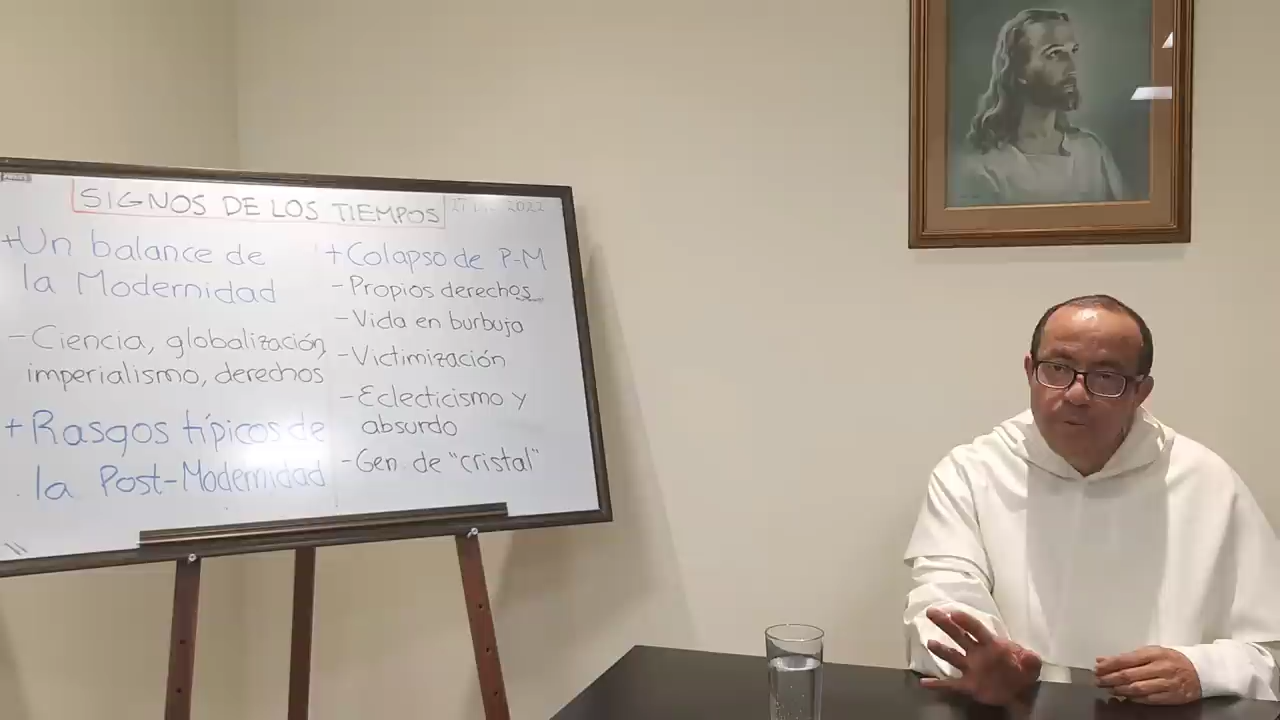 SIGNOS DE LOS TIEMPOS
2022
+Un balance de
la Modernidad
-Ciencia, globalización,
imperialismo, derechos
+Rasgos típicos de
la Post-Modernidad
+Colapso de P-M
-Propios derechos
-Vida en burbuja
-Victimización
-Eclecticismo y
absurdo
-Gen. de "cristal"